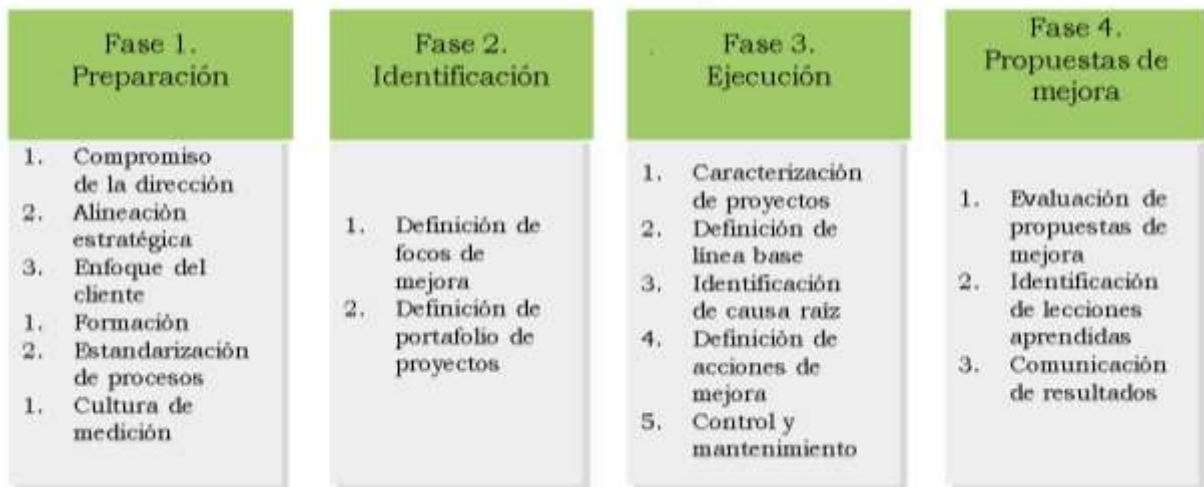 Fase 1.
Preparación
1. Compromiso
de la dirección
2. Alineación
estratégica
3. Enfoque del
cliente
1. Formación
2. Estandarización
de procesos
1. Cultura de
medición
Fase 2.
Identificación
1. Definición de
focos de
mejora
2. Definición de
portafolio de
proyectos
Fase 3.
Ejecución
1. Caracterización
de proyectos
2. Definición de
línea base
3. Identificación
de causa raíz
4. Definición de
acciones de
mejora
5. Control y
mantenimiento
Fase 4.
Propuestas de
mejora
1. Evaluación de
propuestas de
mejora
2. Identificación
de lecciones
aprendidas
3. Comunicación
de resultados